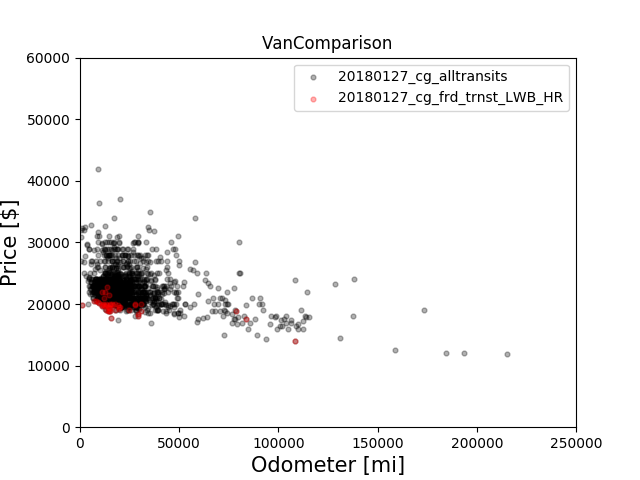 VanComparison
20180127_cg_alltransits
20180127_cg_frd_trnst_LWB_HR
Price [$]
60000
50000
40000
30000
20000
10000
0
0 50000 100000 150000 200000 250000
Odometer [mi]